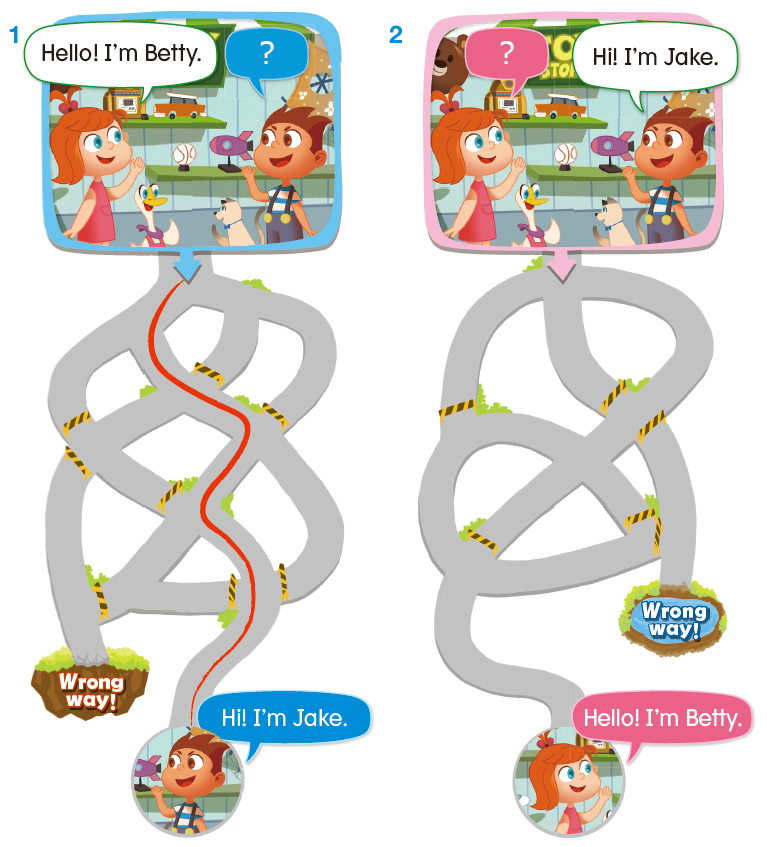 1
Hello! I'm Betty.
?
2
?
Hi! I'm Jake.
Wrong
way!
Wrong
way!
Hi! I'm Jake.
Hello! I'm Betty.